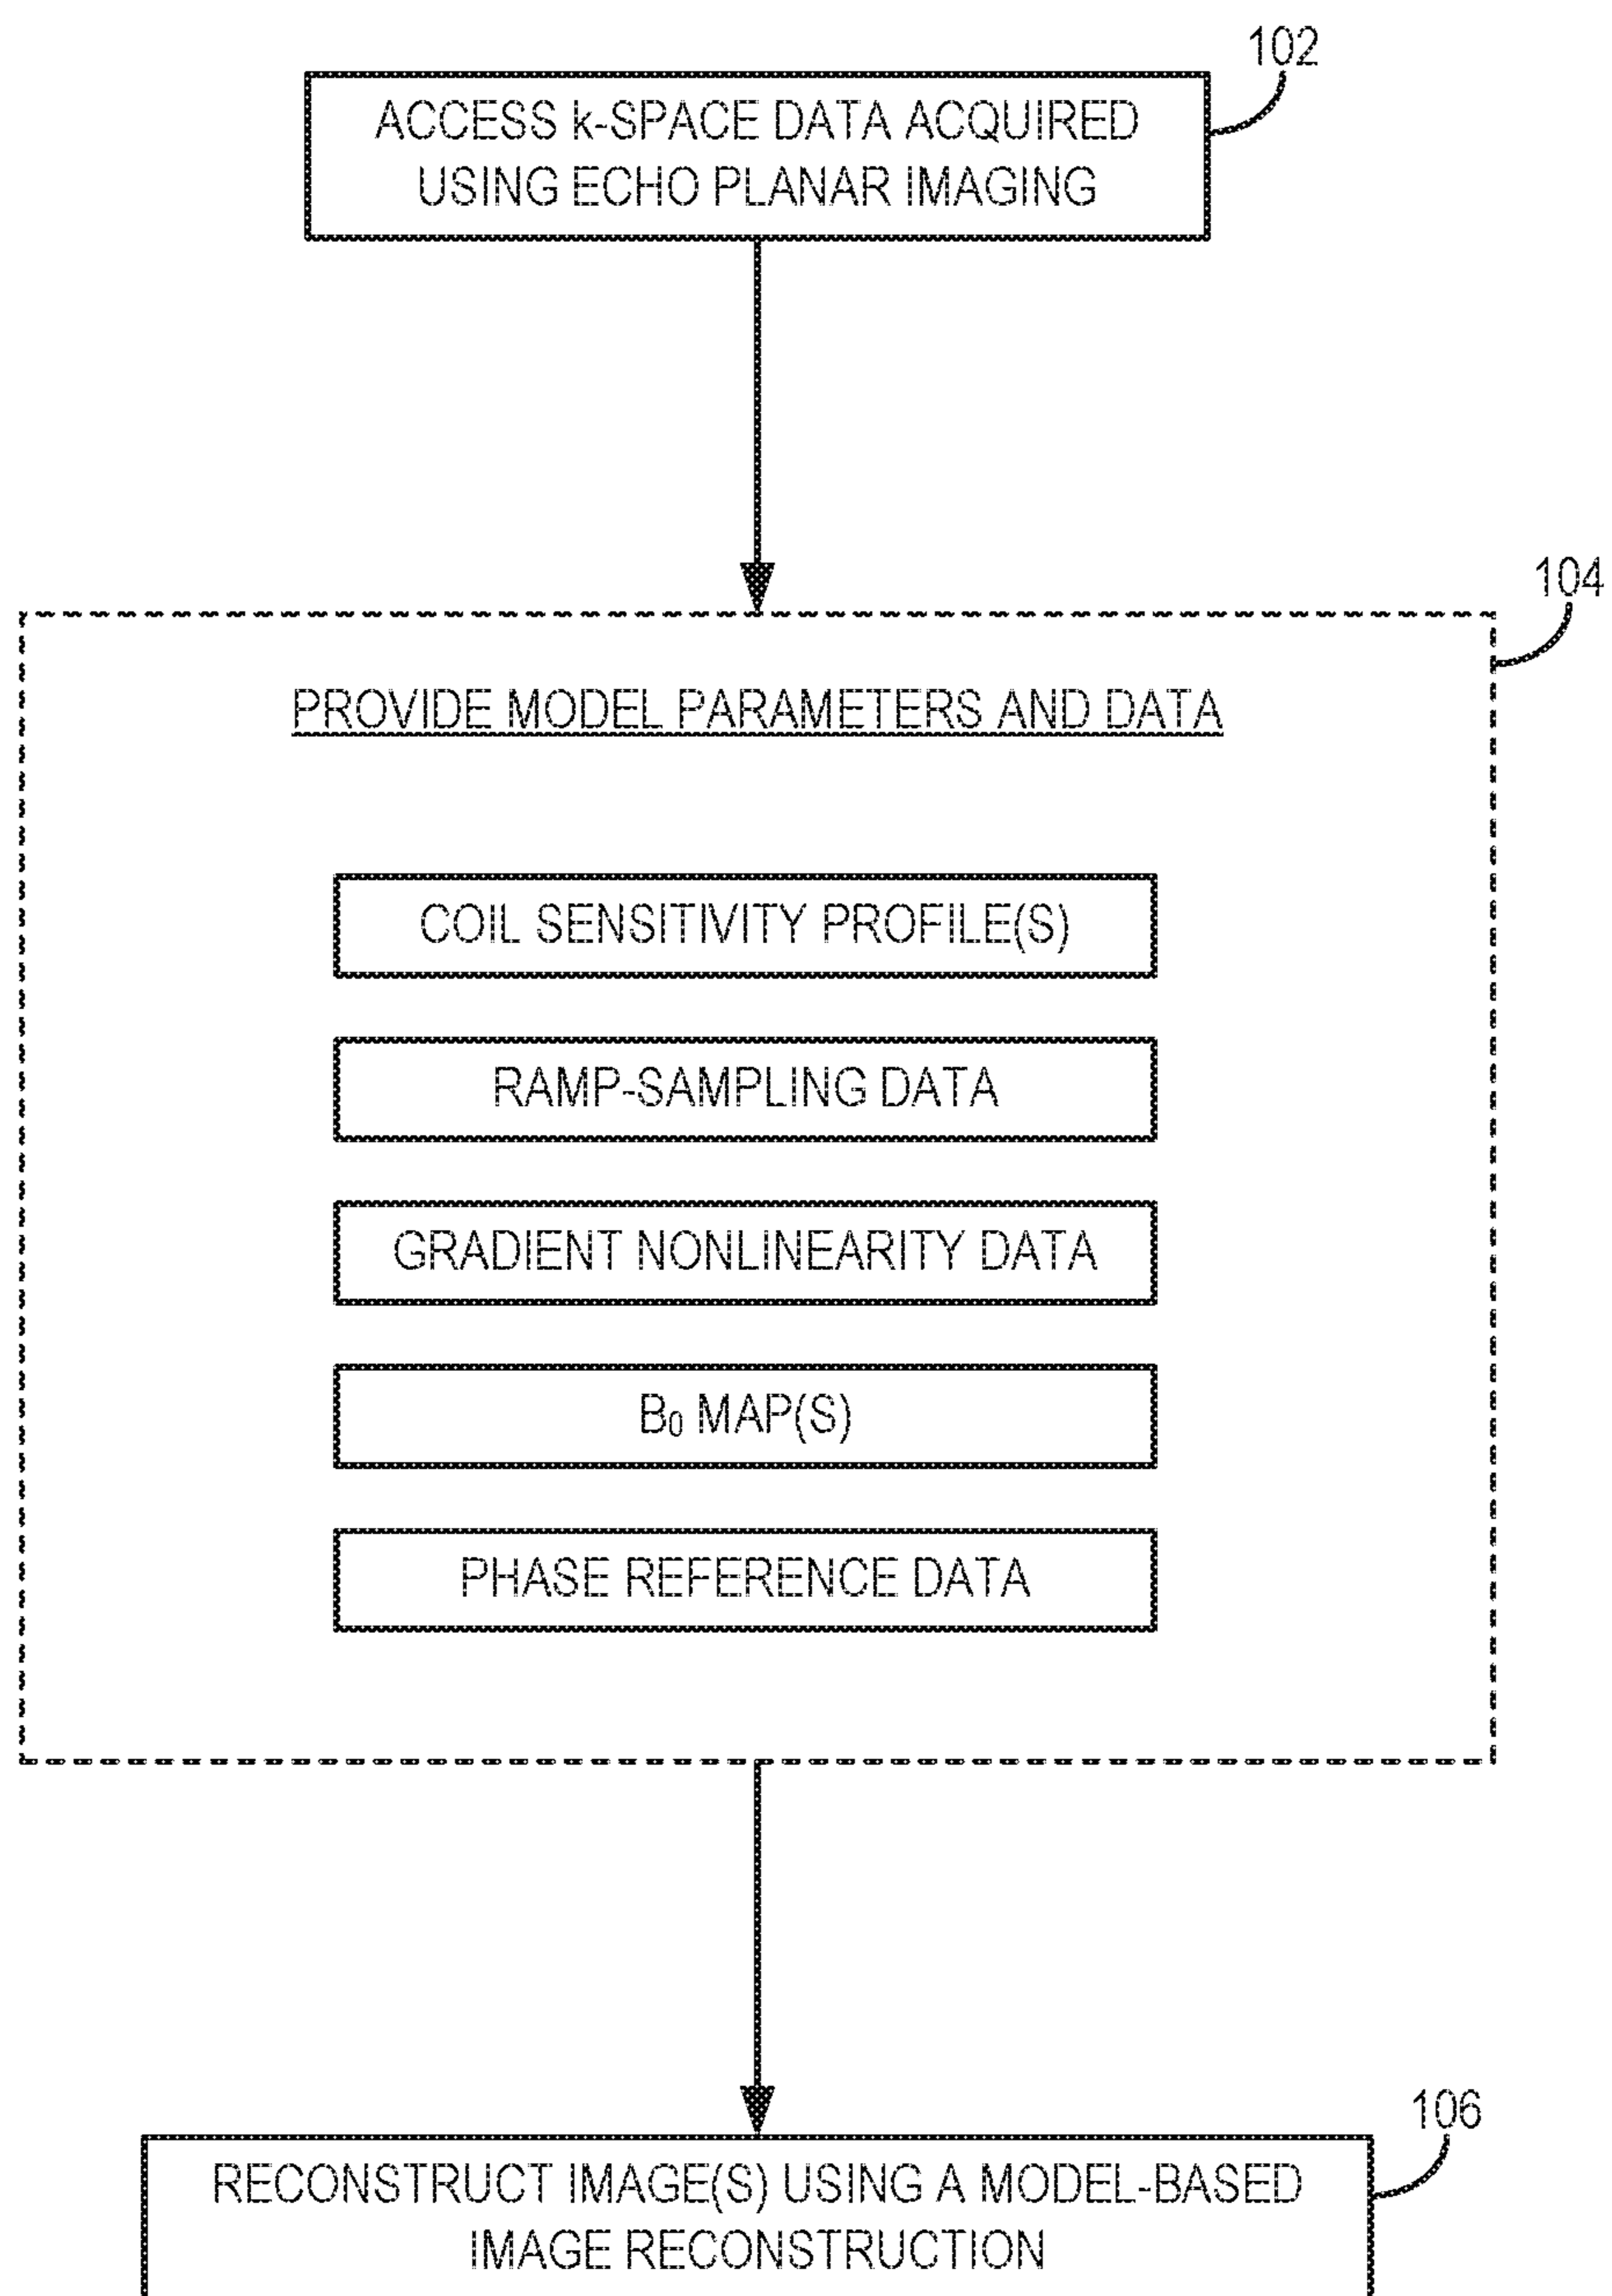 102
ACCESS k-SPACE DATA ACQUIRED
USING ECHO PLANAR IMAGING
104
PROVIDE MODEL PARAMETERS AND DATA
COIL SENSITIVITY PROFILE(S)
RAMP-SAMPLING DATA
GRADIENT NONLINEARITY DATA
B₀ MAP(S)
PHASE REFERENCE DATA
106
RECONSTRUCT IMAGE(S) USING A MODEL-BASED
IMAGE RECONSTRUCTION